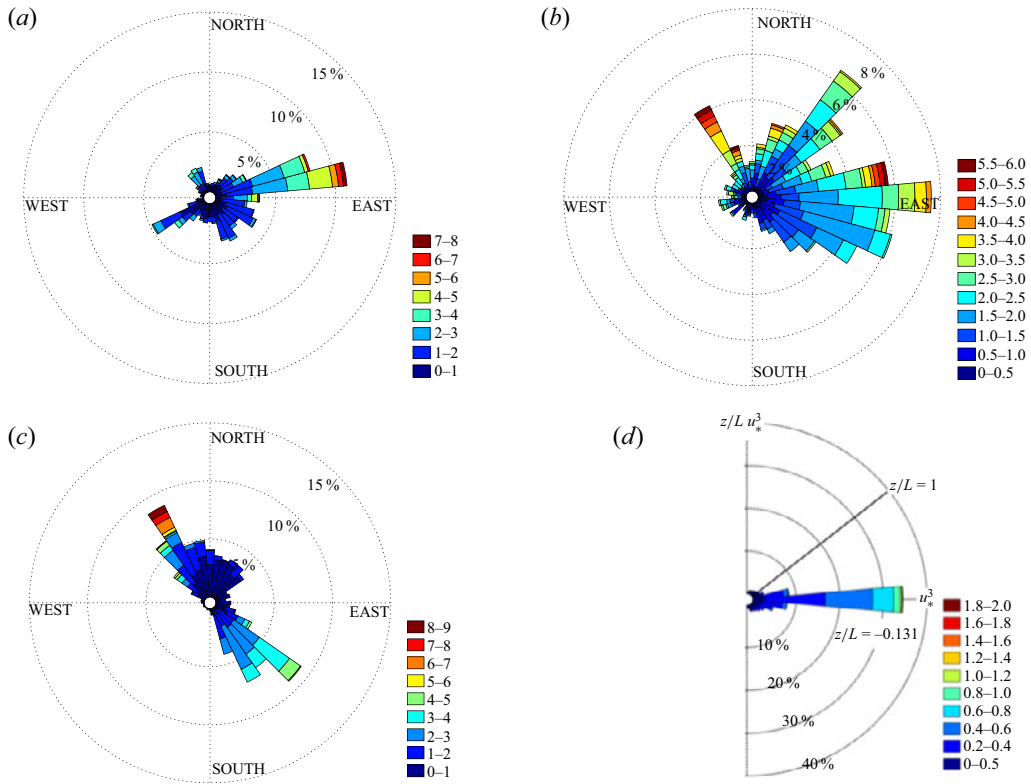 (a)
NORTH
15 %
10 %
5 %
WEST
EAST
SOUTH
7–8
6–7
5–6
4–5
3–4
2–3
1–2
0–1
(b)
NORTH
8 %
6 %
4 %
2 %
EAST
WEST
SOUTH
5.5–6.0
5.0–5.5
4.5–5.0
4.0–4.5
3.5–4.0
3.0–3.5
2.5–3.0
2.0–2.5
1.5–2.0
1.0–1.5
0.5–1.0
0–0.5
(c)
NORTH
15 %
10 %
5 %
WEST
EAST
SOUTH
8–9
7–8
6–7
5–6
4–5
3–4
2–3
1–2
0–1
(d)
z/L u³*
z/L = 1
u³*
z/L = –0.131
10 %
20 %
30 %
40 %
1.8–2.0
1.6–1.8
1.4–1.6
1.2–1.4
1.0–1.2
0.8–1.0
0.6–0.8
0.4–0.6
0.2–0.4
0–0.5